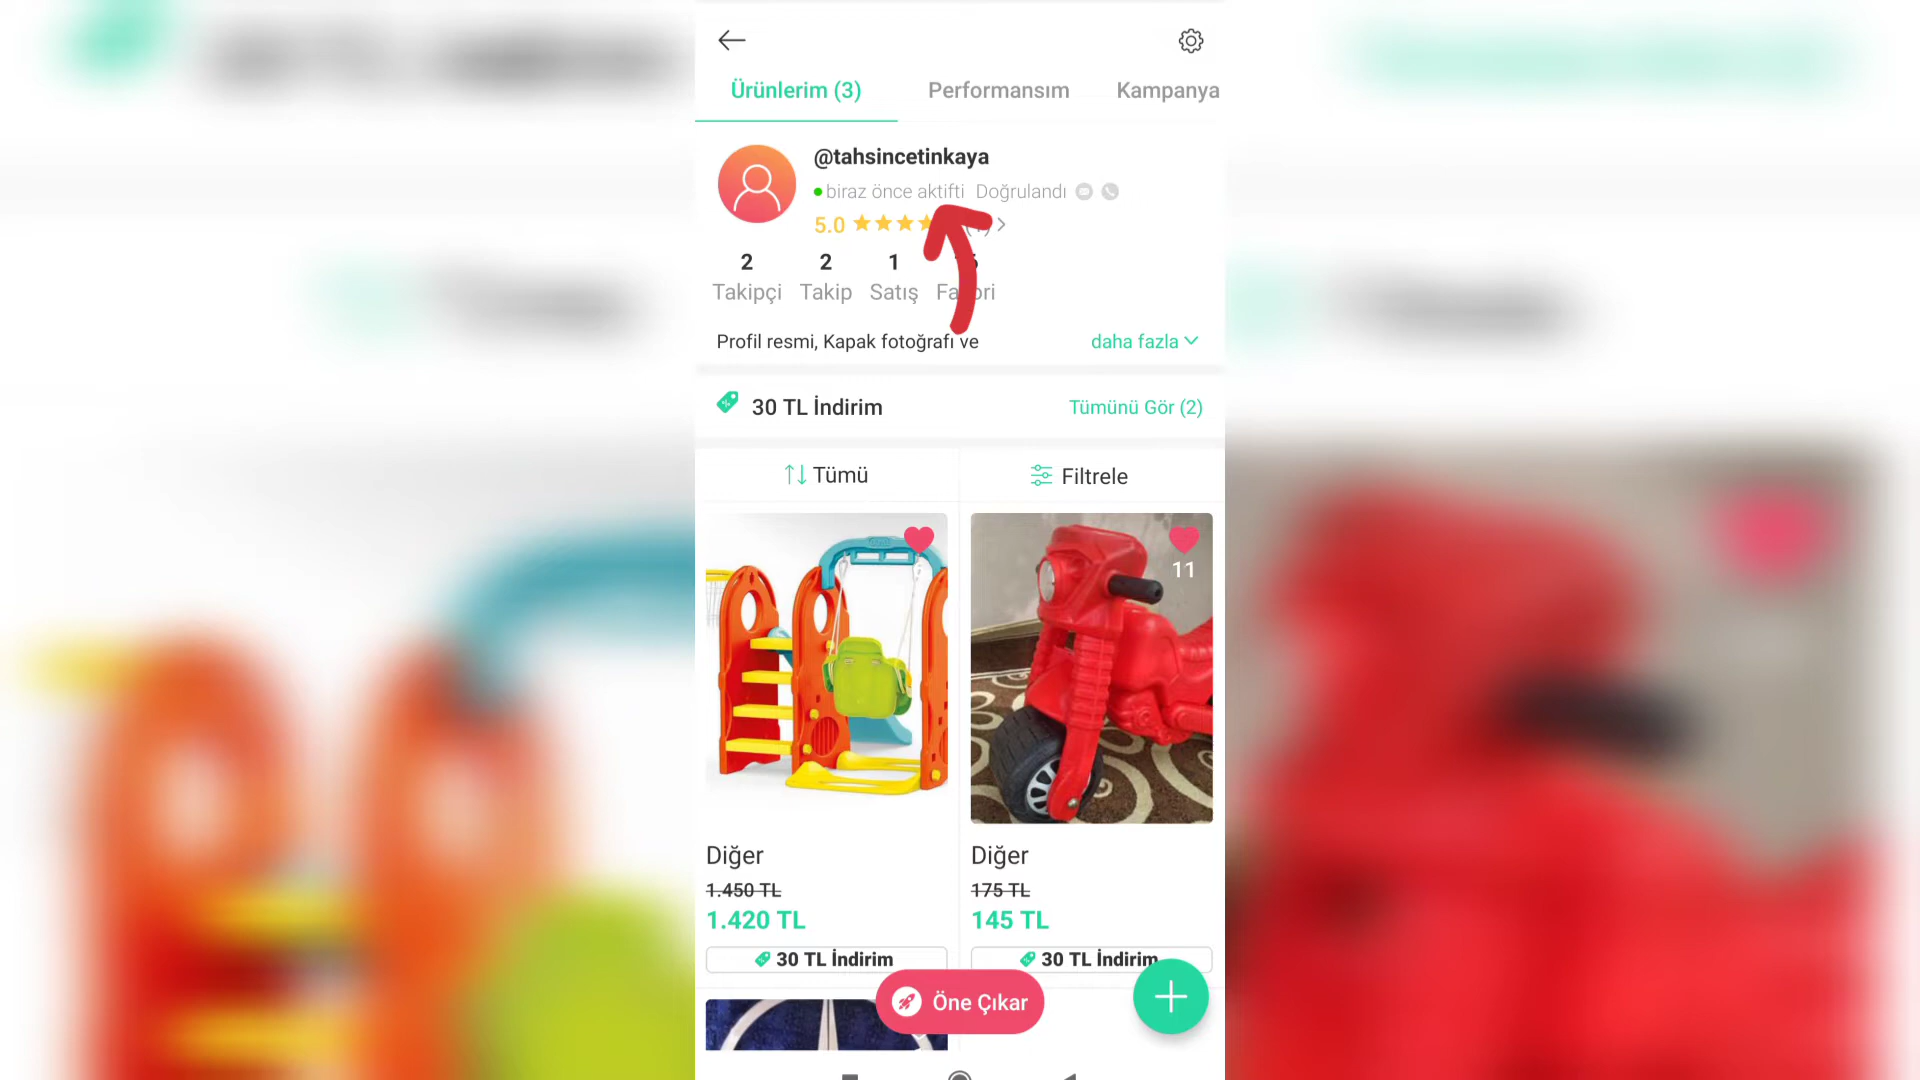 Ürünlerim (3) Performansım Kampanya
@tahsincetinkaya
biraz önce aktifti Doğrulandı
5.0
2 2 1
Takipçi Takip Satış
Profil resmi, Kapak fotoğrafı ve daha fazla
30 TL İndirim Tümünü Gör (2)
Tümü Filtrele
11
Diğer Diğer
1.450 TL 175 TL
1.420 TL 145 TL
30 TL İndirim 30 TL İndirim
Öne Çıkar